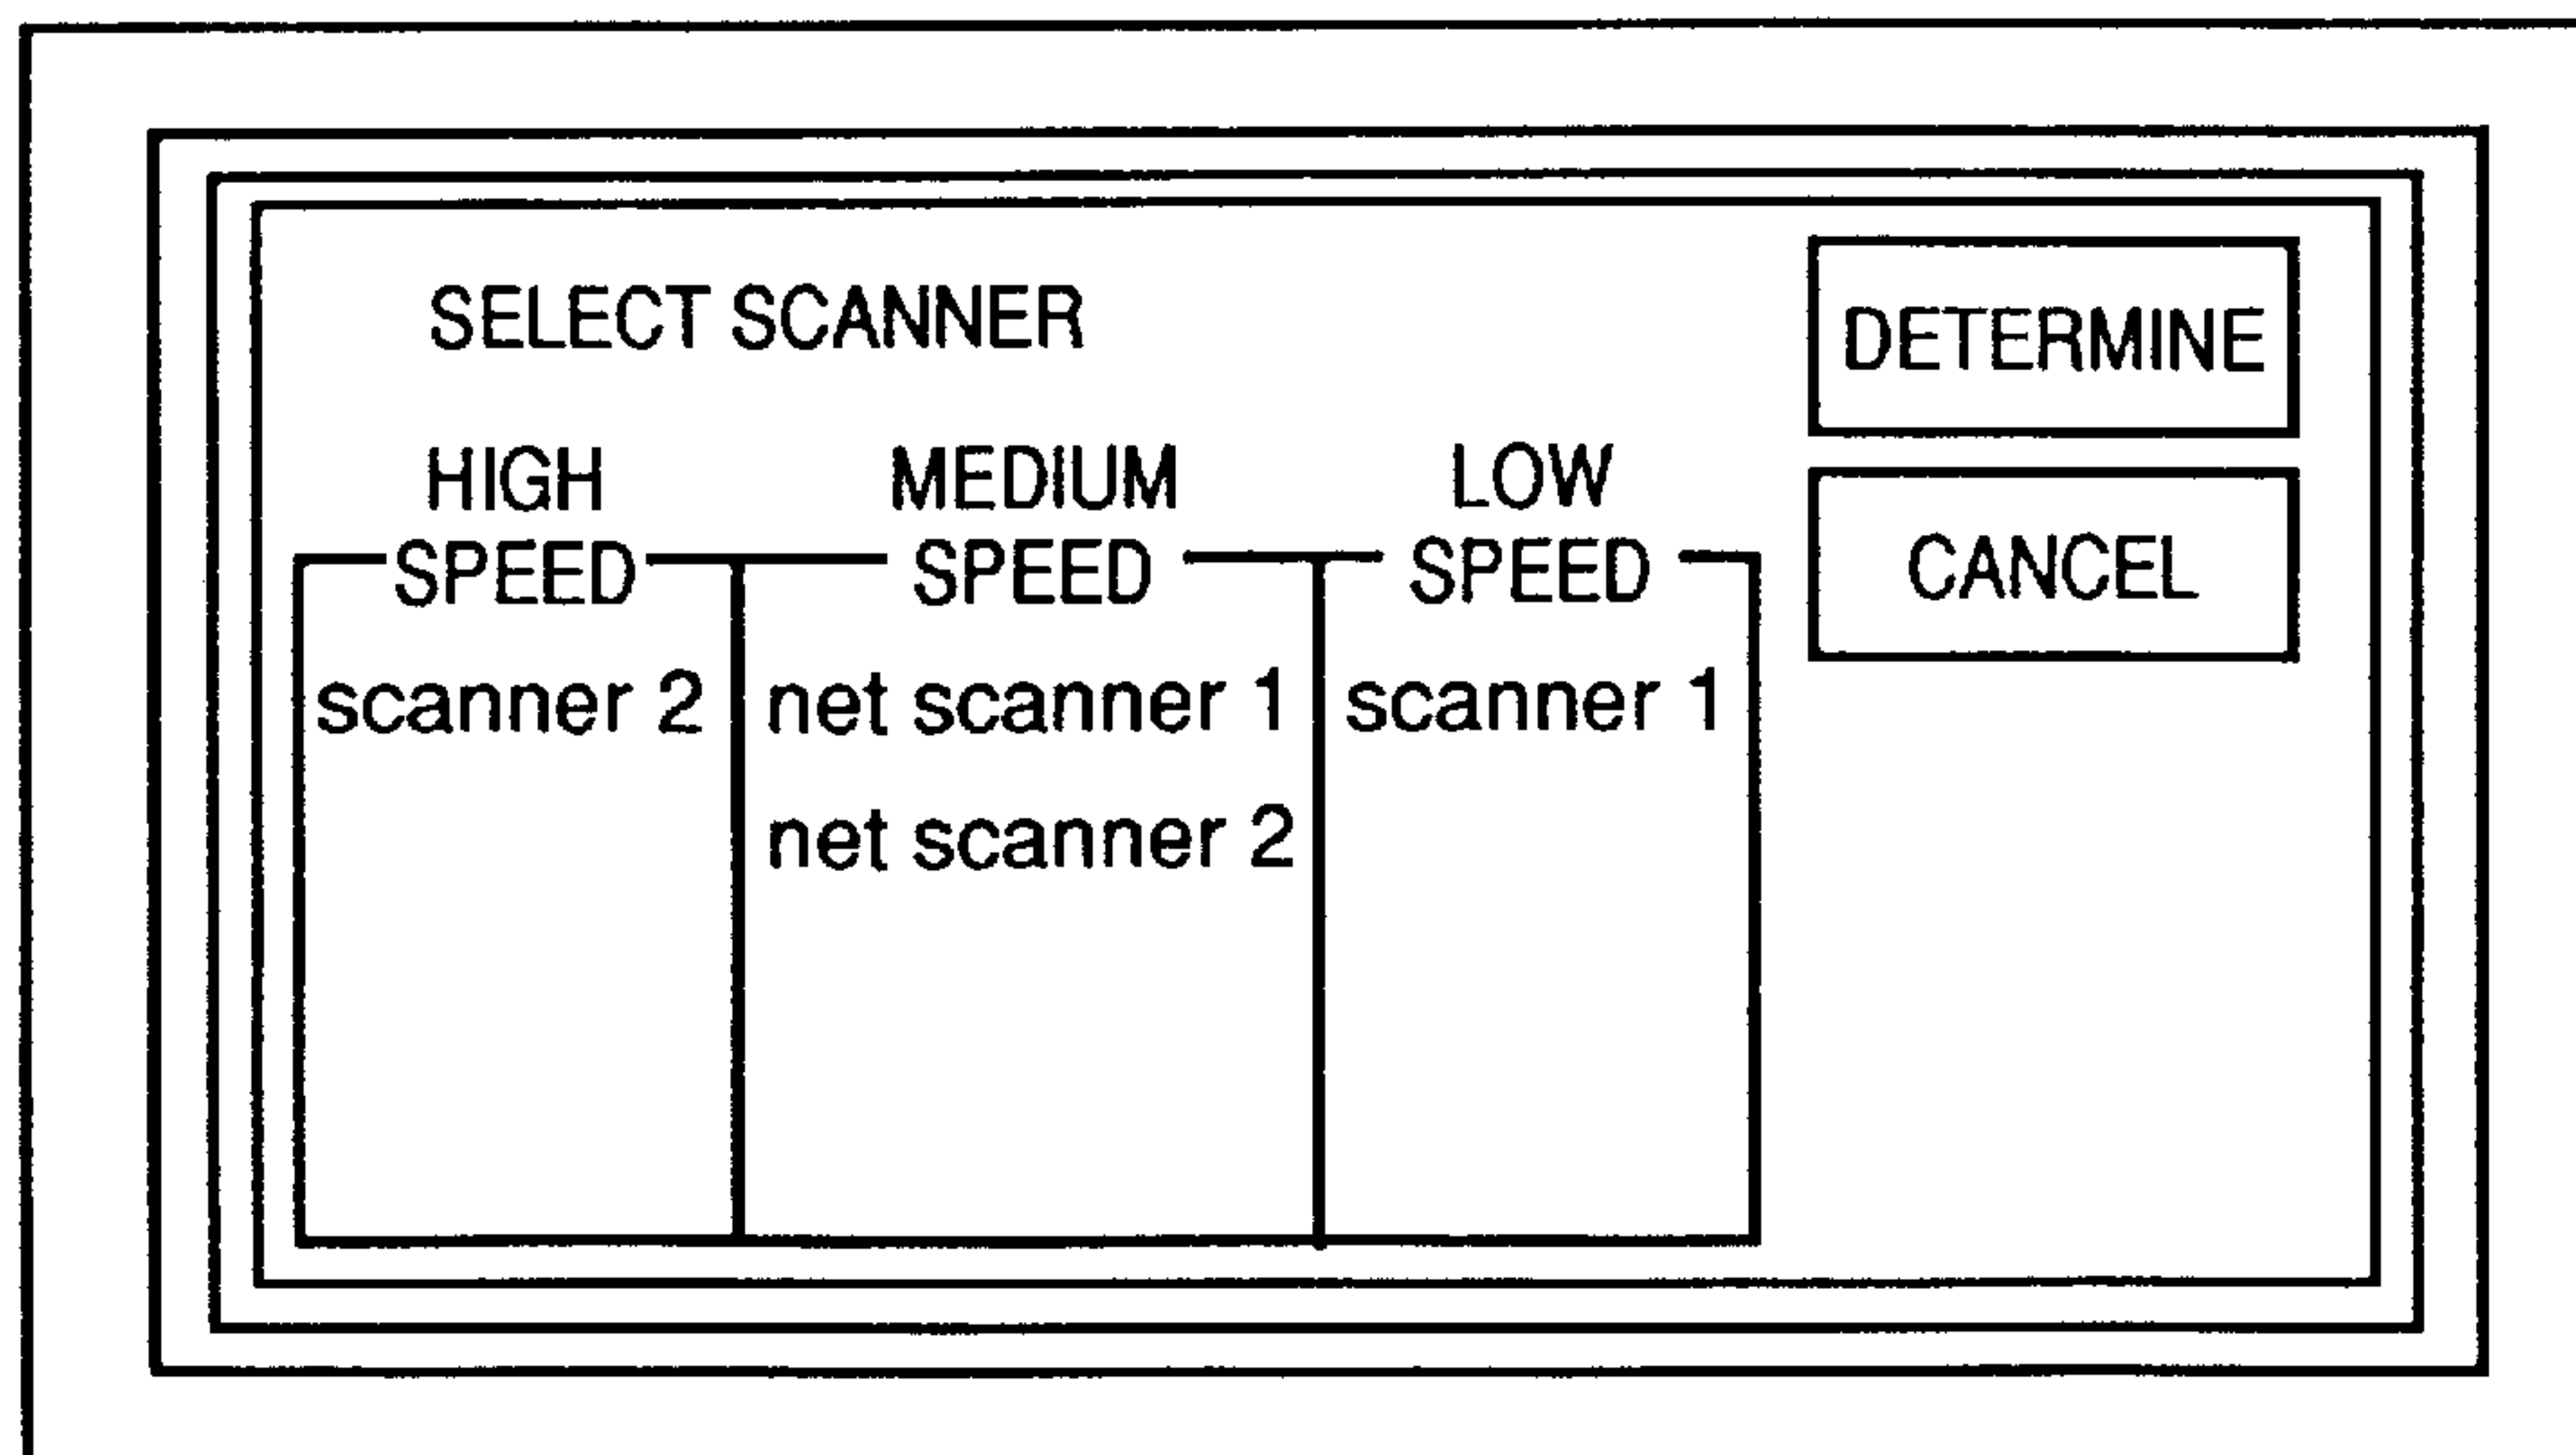 SELECT SCANNER
DETERMINE
CANCEL
HIGH
SPEED
scanner 2
MEDIUM
SPEED
net scanner 1
net scanner 2
LOW
SPEED
scanner 1